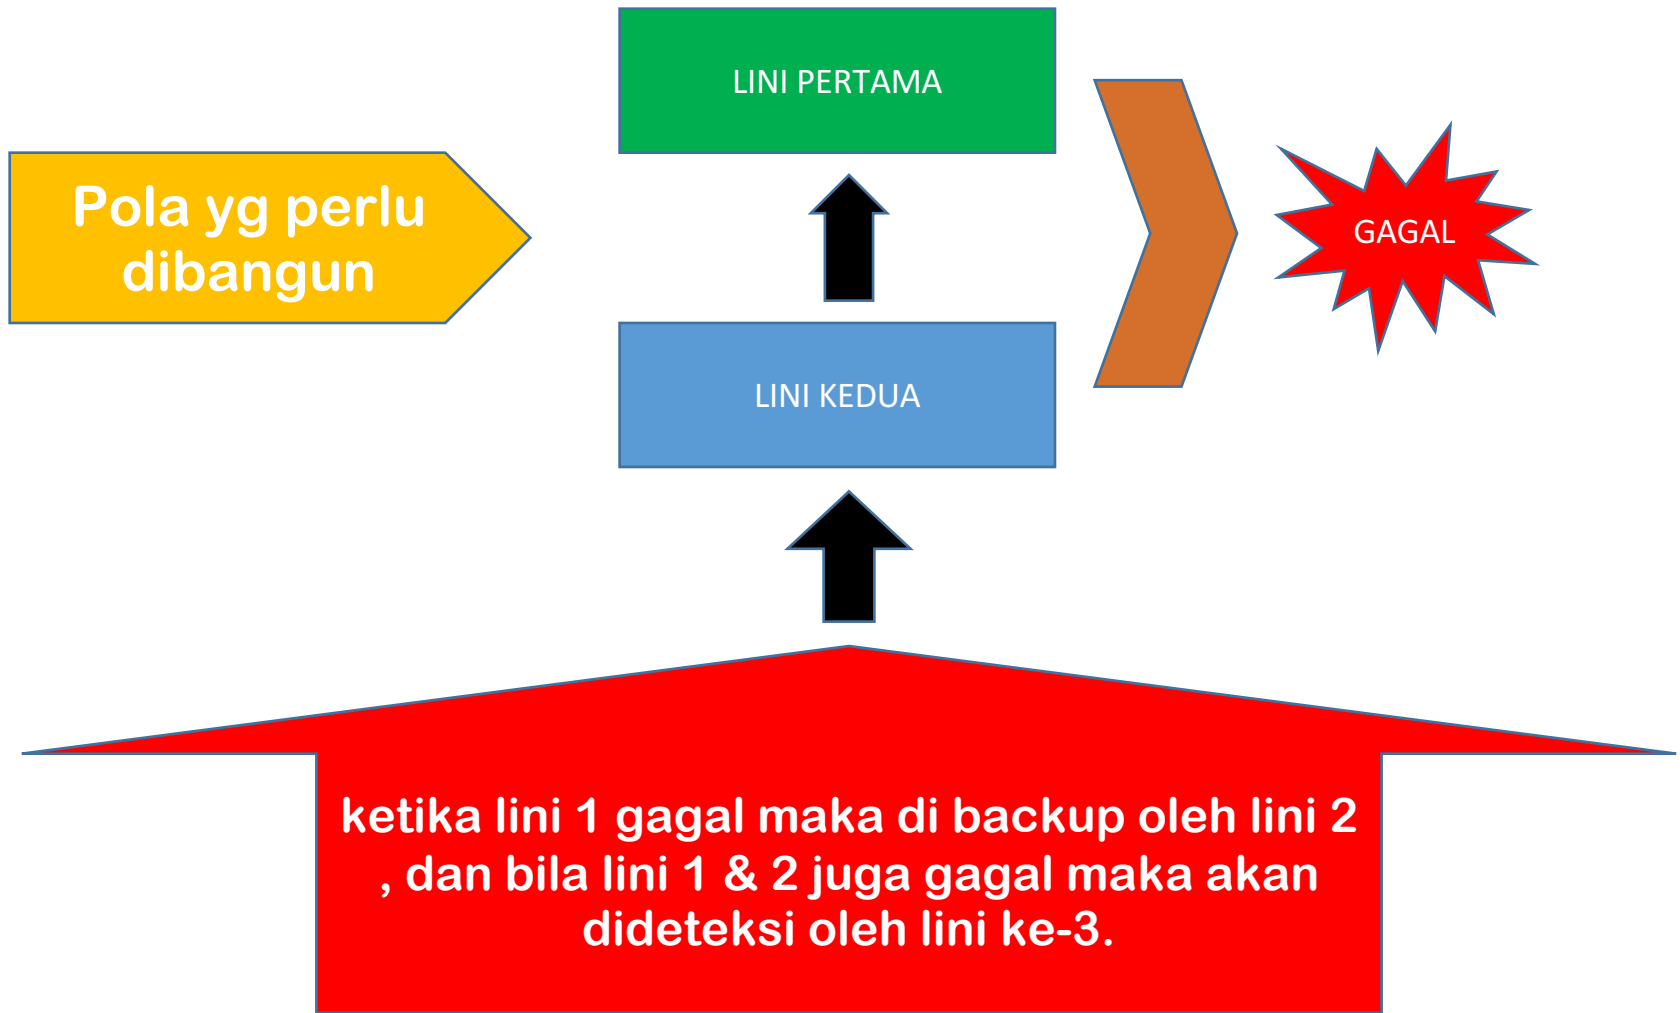 LINI PERTAMA
Pola yg perlu
dibangun
GAGAL
LINI KEDUA
ketika lini 1 gagal maka di backup oleh lini 2
, dan bila lini 1 & 2 juga gagal maka akan
dideteksi oleh lini ke-3.